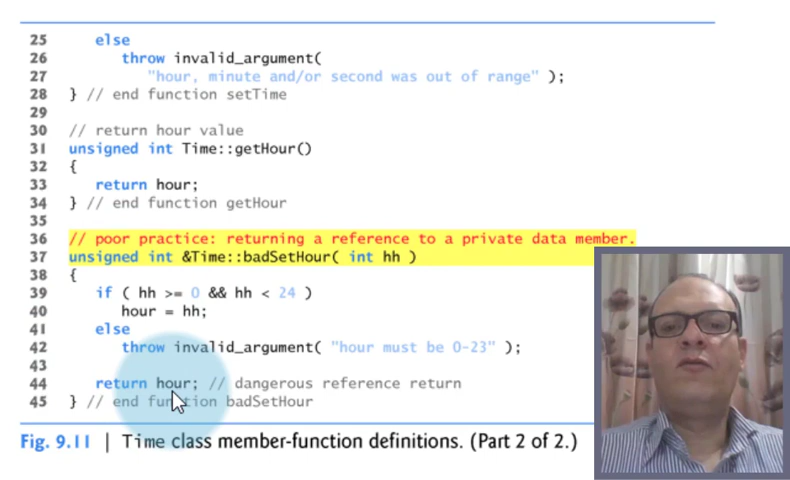 25 else
26 throw invalid_argument(
27 "hour, minute and/or second was out of range" );
28 } // end function setTime
29
30 // return hour value
31 unsigned int Time::getHour()
32 {
33 return hour;
34 } // end function getHour
35
36 // poor practice: returning a reference to a private data member.
37 unsigned int &Time::badSetHour( int hh )
38 {
39 if ( hh >= 0 && hh < 24 )
40 hour = hh;
41 else
42 throw invalid_argument( "hour must be 0-23" );
43
44 return hour; // dangerous reference return
45 } // end function badSetHour
Fig. 9.11 | Time class member-function definitions. (Part 2 of 2.)